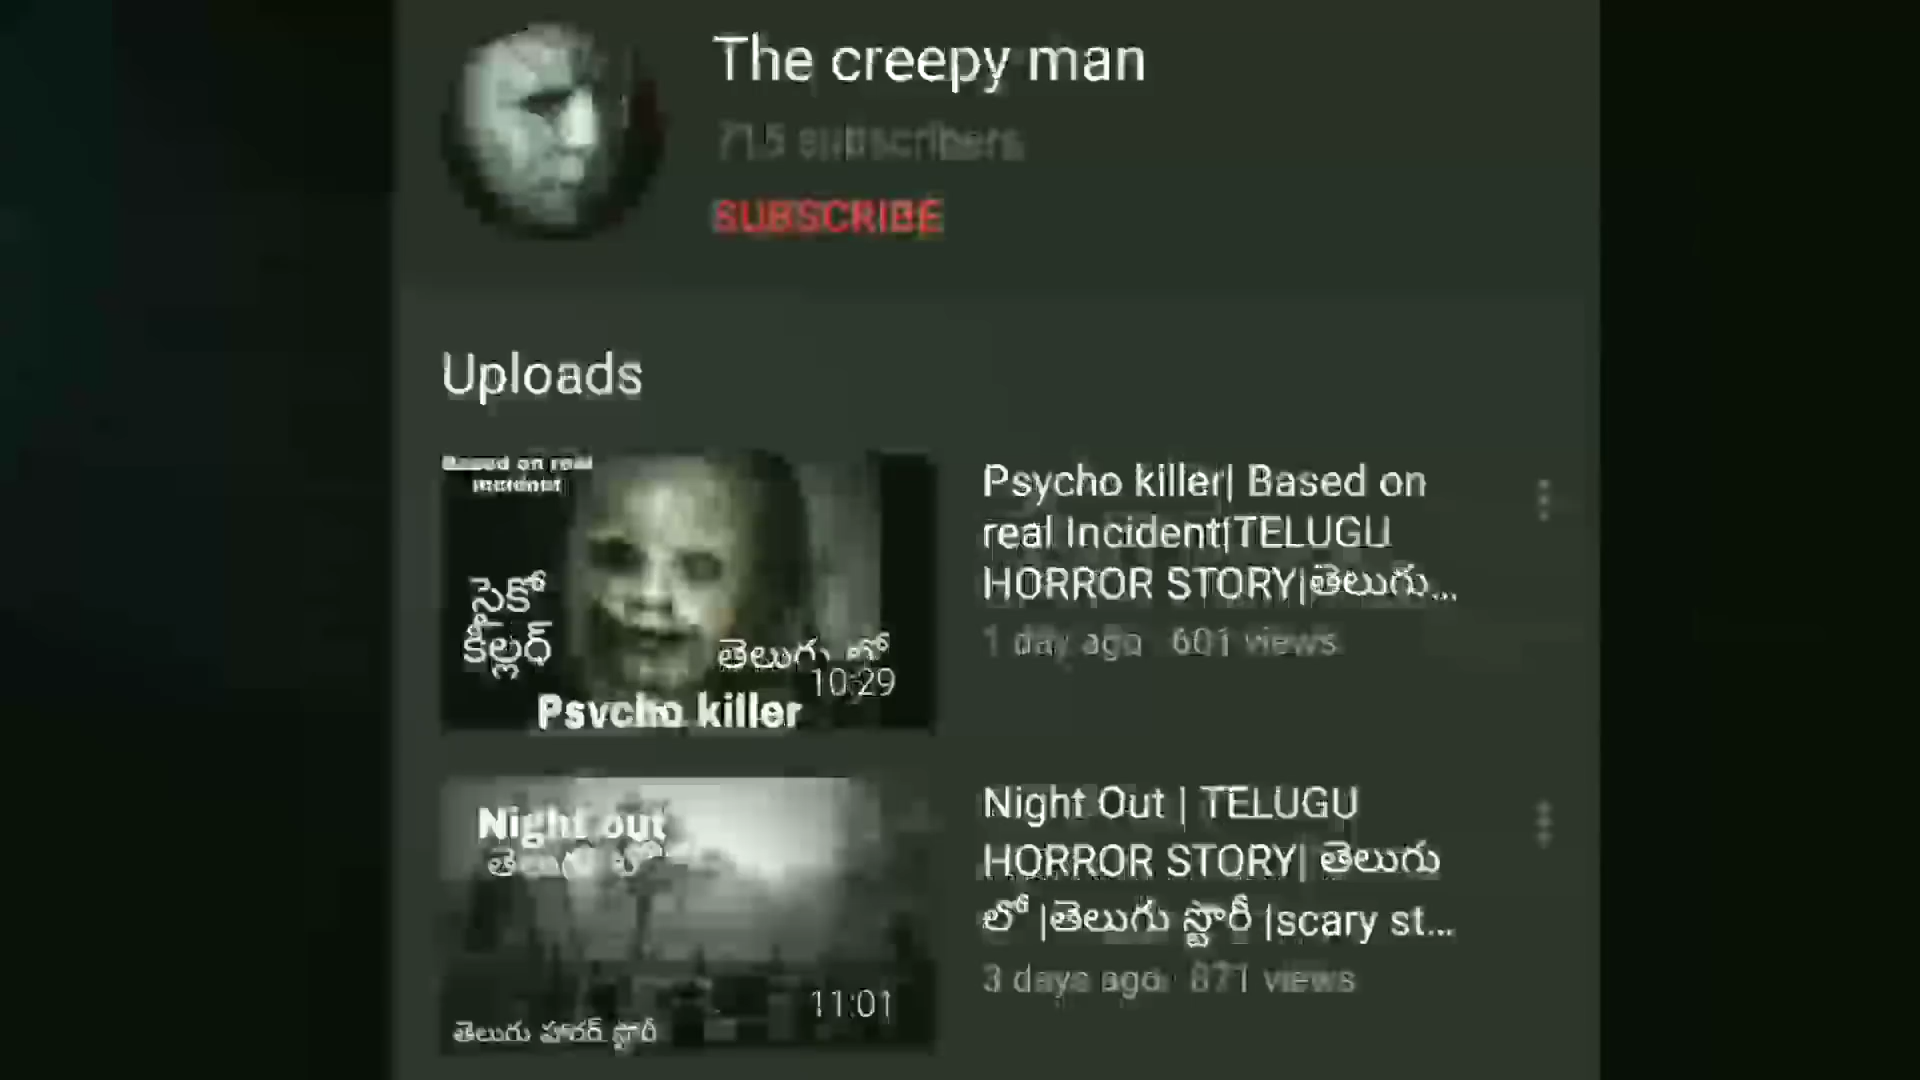 The creepy man
715 subscribers
SUBSCRIBE
Uploads
Based on real
Incident
సైకో
కిల్లర్
తెలుగు లో
10:29
Psycho killer
Psycho killer| Based on
real Incident|TELUGU
HORROR STORY|తెలుగు...
1 day ago · 601 views
Night out
తెలుగు లో
11:01
తెలుగు హారర్ స్టోరీ
Night Out | TELUGU
HORROR STORY| తెలుగు
లో |తెలుగు స్టోరీ |scary st...
3 days ago · 871 views